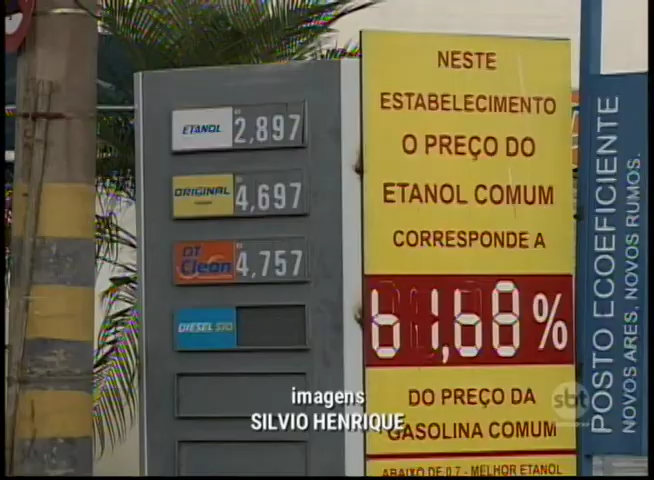 ETANOL 2,897
ORIGINAL 4,697
DT Clean 4,757
DIESEL S10
NESTE
ESTABELECIMENTO
O PREÇO DO
ETANOL COMUM
CORRESPONDE A
61,68%
DO PREÇO DA
GASOLINA COMUM
ABAIXO DE 0.7 - MELHOR ETANOL
POSTO ECOEFICIENTE
NOVOS ARES. NOVOS RUMOS.
imagens
SILVIO HENRIQUE
sbt